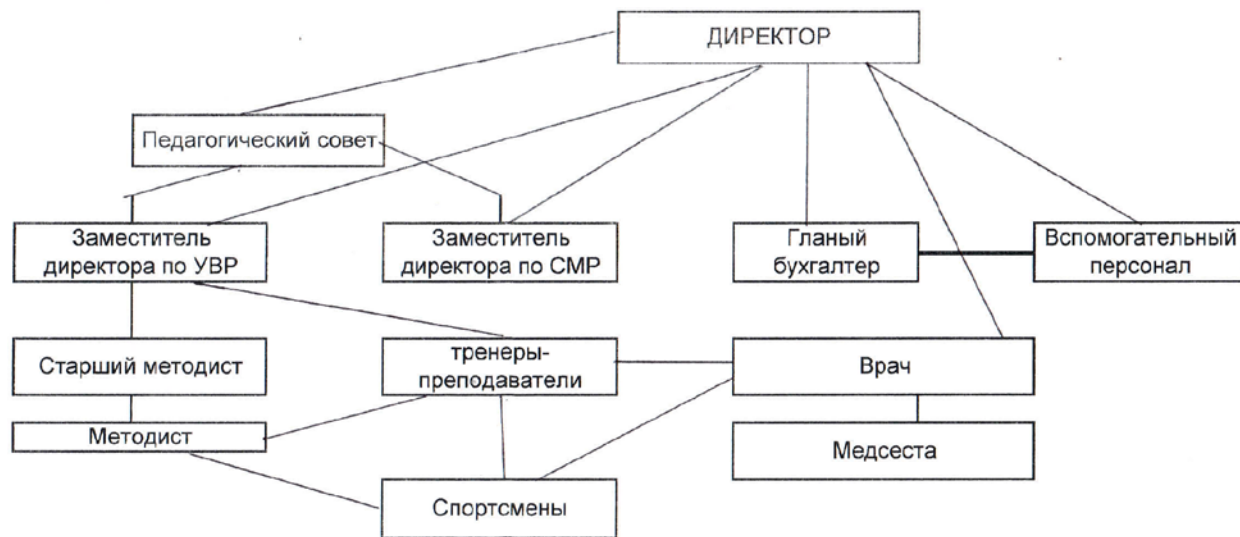 ДИРЕКТОР
Педагогический совет
Заместитель
директора по УВР
Заместитель
директора по СМР
Гланый
бухгалтер
Вспомогательный
персонал
Старший методист
тренеры-
преподаватели
Врач
Методист
Медсеста
Спортсмены